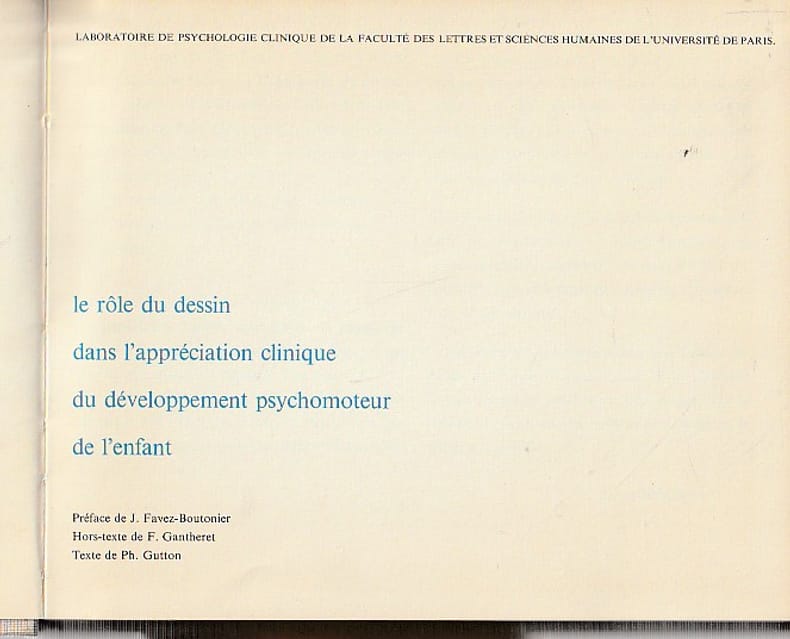 LABORATOIRE DE PSYCHOLOGIE CLINIQUE DE LA FACULTÉ DES LETTRES ET SCIENCES HUMAINES DE L'UNIVERSITÉ DE PARIS.
le rôle du dessin
dans l'appréciation clinique
du développement psychomoteur
de l'enfant
Préface de J. Favez-Boutonier
Hors-texte de F. Gantheret
Texte de Ph. Gutton